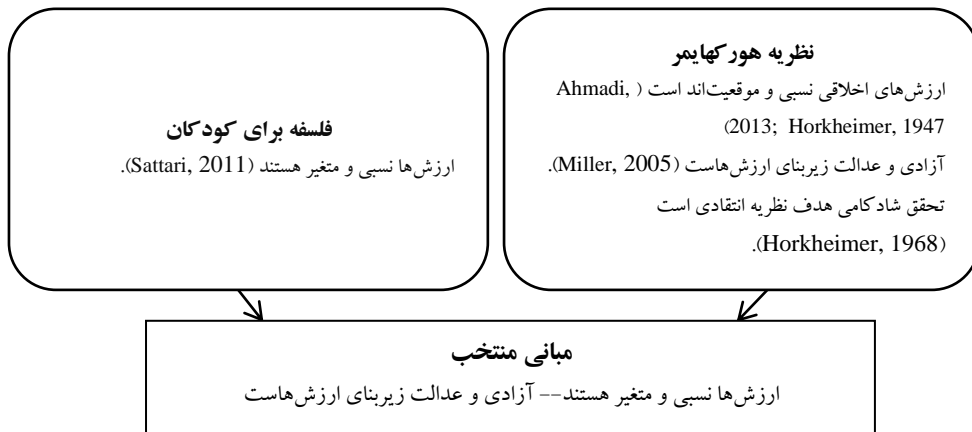 نظریه هورکهایمر
ارزش‌های اخلاقی نسبی و موقعیت‌اند است (Ahmadi,
2013; Horkheimer, 1947)
آزادی و عدالت زیربنای ارزش‌هاست (Miller, 2005).
تحقق شادکامی هدف نظریه انتقادی است
(Horkheimer, 1968).
فلسفه برای کودکان
ارزش‌ها نسبی و متغیر هستند (Sattari, 2011).
مبانی منتخب
ارزش‌ها نسبی و متغیر هستند-- آزادی و عدالت زیربنای ارزش‌هاست